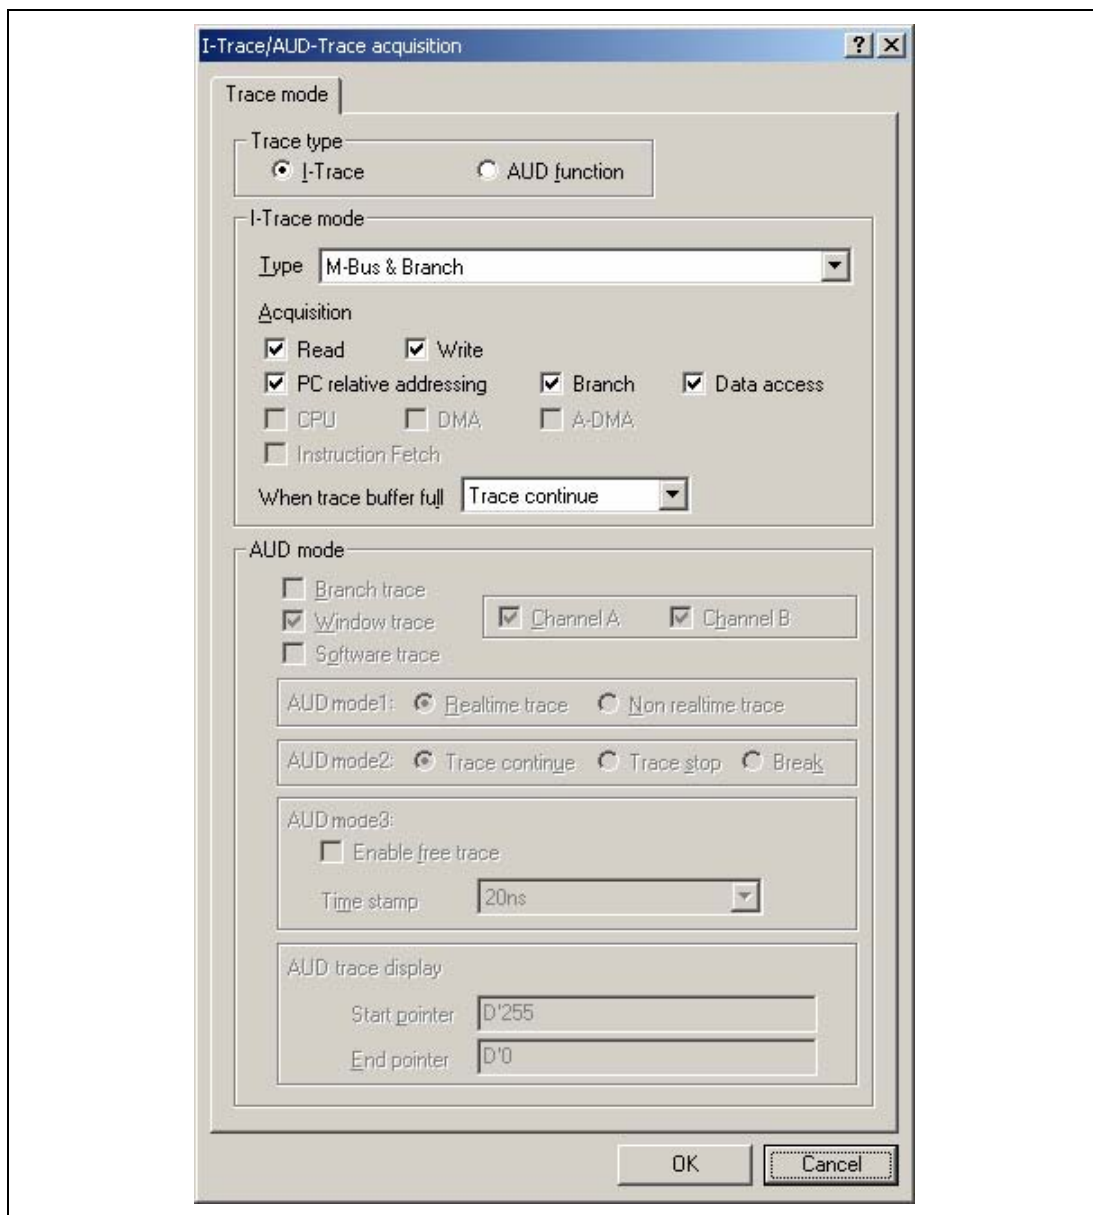 I-Trace/AUD-Trace acquisition
Trace mode
Trace type
I-Trace AUD function
I-Trace mode
Type M-Bus & Branch
Acquisition
Read Write
PC relative addressing Branch Data access
CPU DMA A-DMA
Instruction Fetch
When trace buffer full Trace continue
AUD mode
Branch trace
Window trace Channel A Channel B
Software trace
AUD mode1: Realtime trace Non realtime trace
AUD mode2: Trace continue Trace stop Break
AUD mode3:
Enable free trace
Time stamp 20ns
AUD trace display
Start pointer D'255
End pointer D'0
OK Cancel